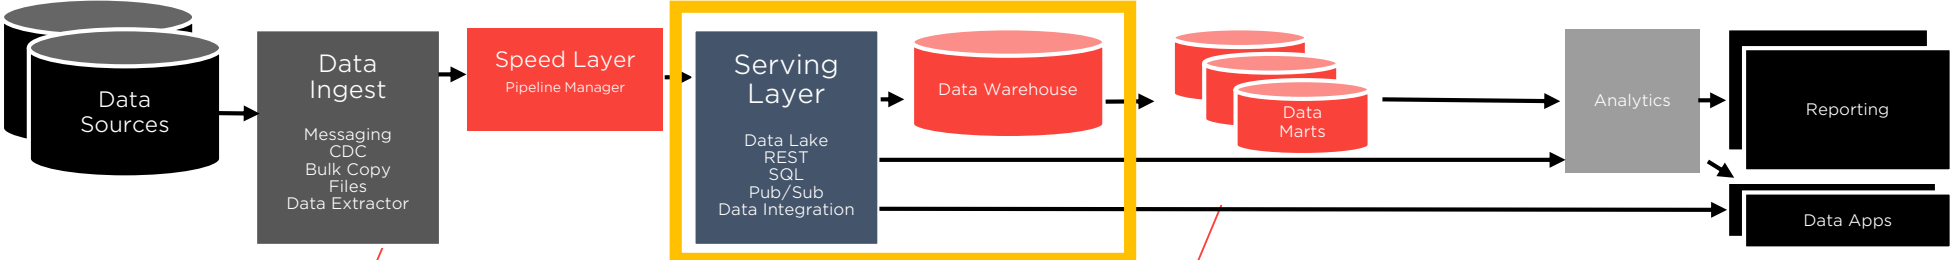 Data
Sources
Data
Ingest
Messaging
CDC
Bulk Copy
Files
Data Extractor
Speed Layer
Pipeline Manager
Serving
Layer
Data Lake
REST
SQL
Pub/Sub
Data Integration
Data Warehouse
Data
Marts
Analytics
Reporting
Data Apps